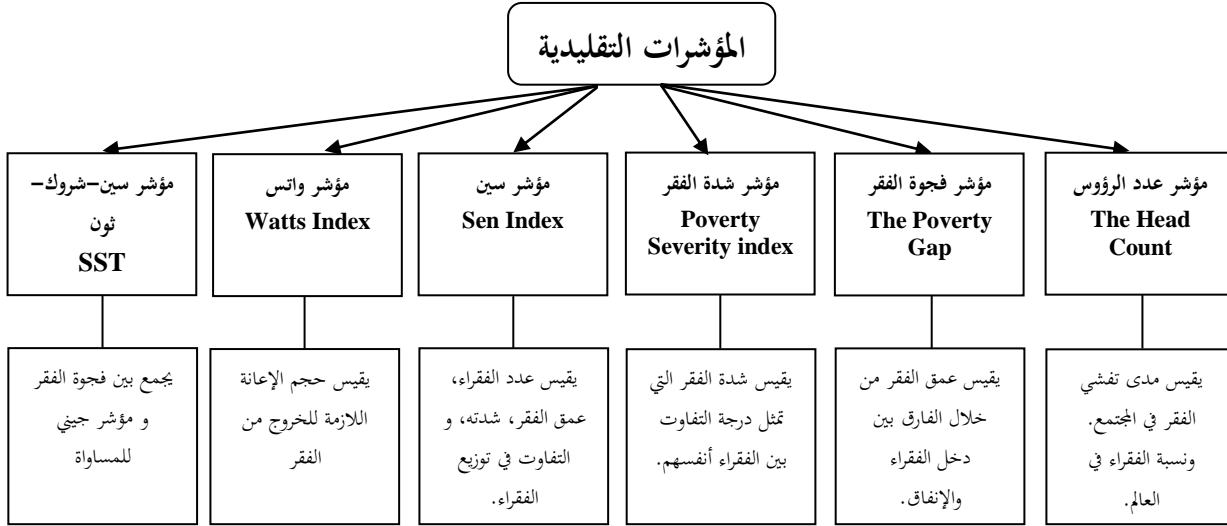 المؤشرات التقليدية
مؤشر عدد الرؤوس
The Head
Count
مؤشر فجوة الفقر
The Poverty
Gap
مؤشر شدة الفقر
Poverty
Severity index
مؤشر سين
Sen Index
مؤشر واتس
Watts Index
مؤشر سين–شروك–
ثون
SST
يقيس مدى تفشي
الفقر في المجتمع.
ونسبة الفقراء في
العالم.
يقيس عمق الفقر من
خلال الفارق بين
دخل الفقراء
والإنفاق.
يقيس شدة الفقر التي
تمثل درجة التفاوت
بين الفقراء أنفسهم.
يقيس عدد الفقراء،
عمق الفقر، شدته، و
التفاوت في توزيع
الفقراء.
يقيس حجم الإعانة
اللازمة للخروج من
الفقر
يجمع بين فجوة الفقر
و مؤشر جيني
للمساواة